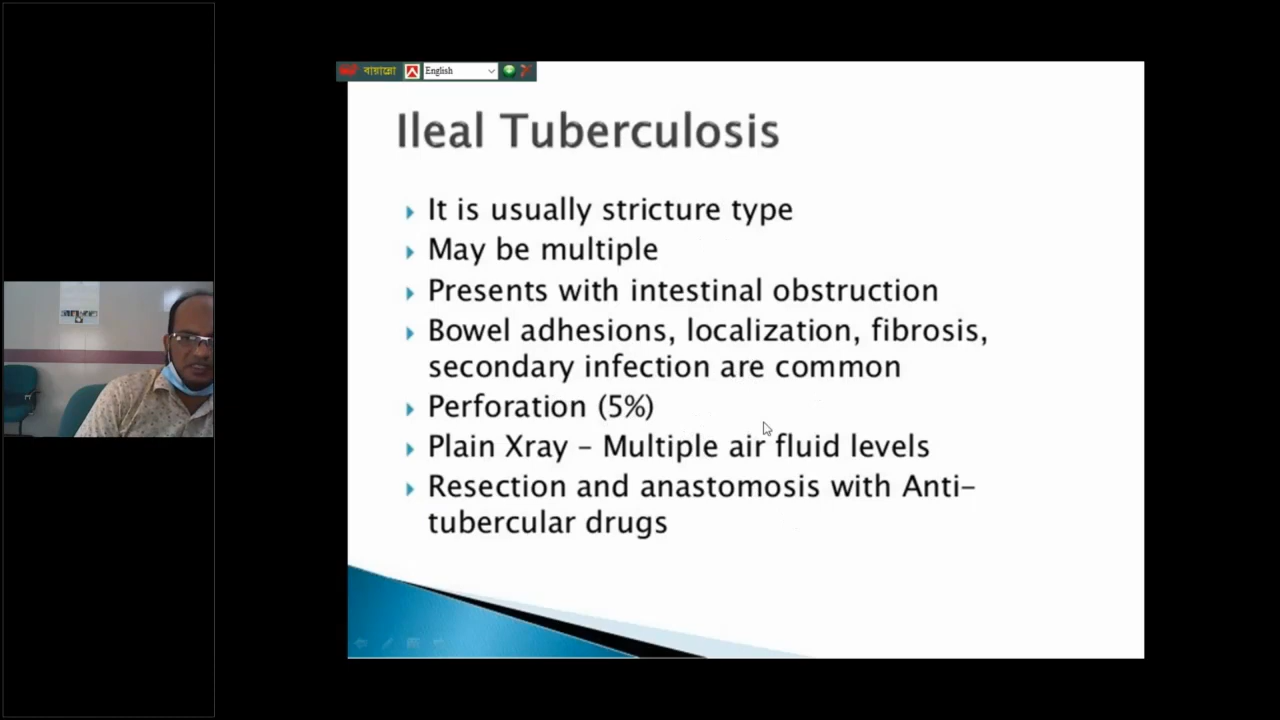 বায়ান্নো English
Ileal Tuberculosis
It is usually stricture type
May be multiple
Presents with intestinal obstruction
Bowel adhesions, localization, fibrosis,
secondary infection are common
Perforation (5%)
Plain Xray – Multiple air fluid levels
Resection and anastomosis with Anti-
tubercular drugs